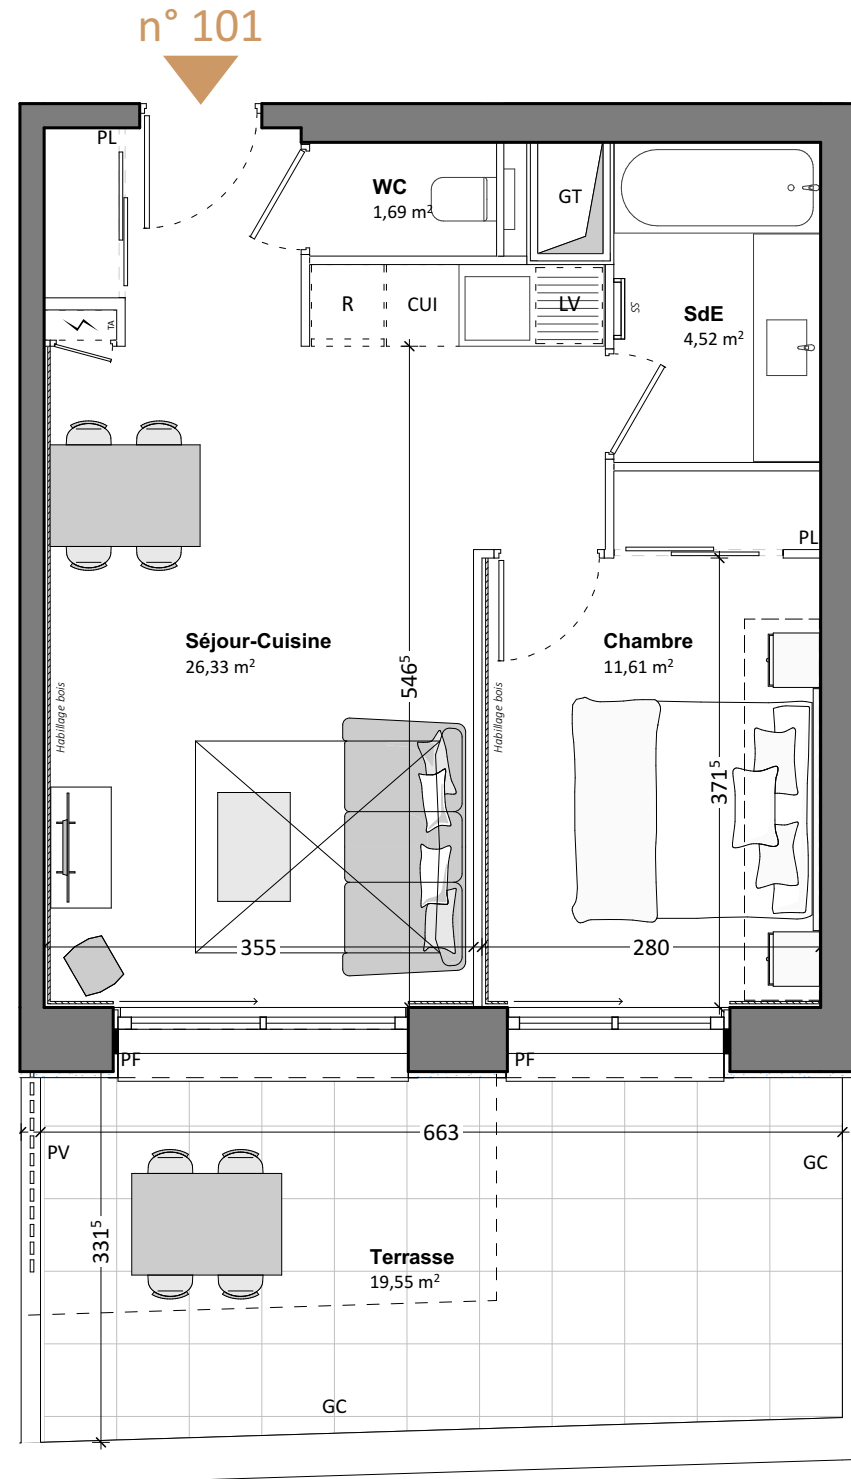 n° 101
PL
WC
1,69 m²
GT
R
CUI
LV
SS
SdE
4,52 m²
TA
PL
Séjour-Cuisine
26,33 m²
Chambre
11,61 m²
546⁵
Habillage bois
Habillage bois
371⁵
355
280
PF
PF
663
PV
GC
331⁵
Terrasse
19,55 m²
GC